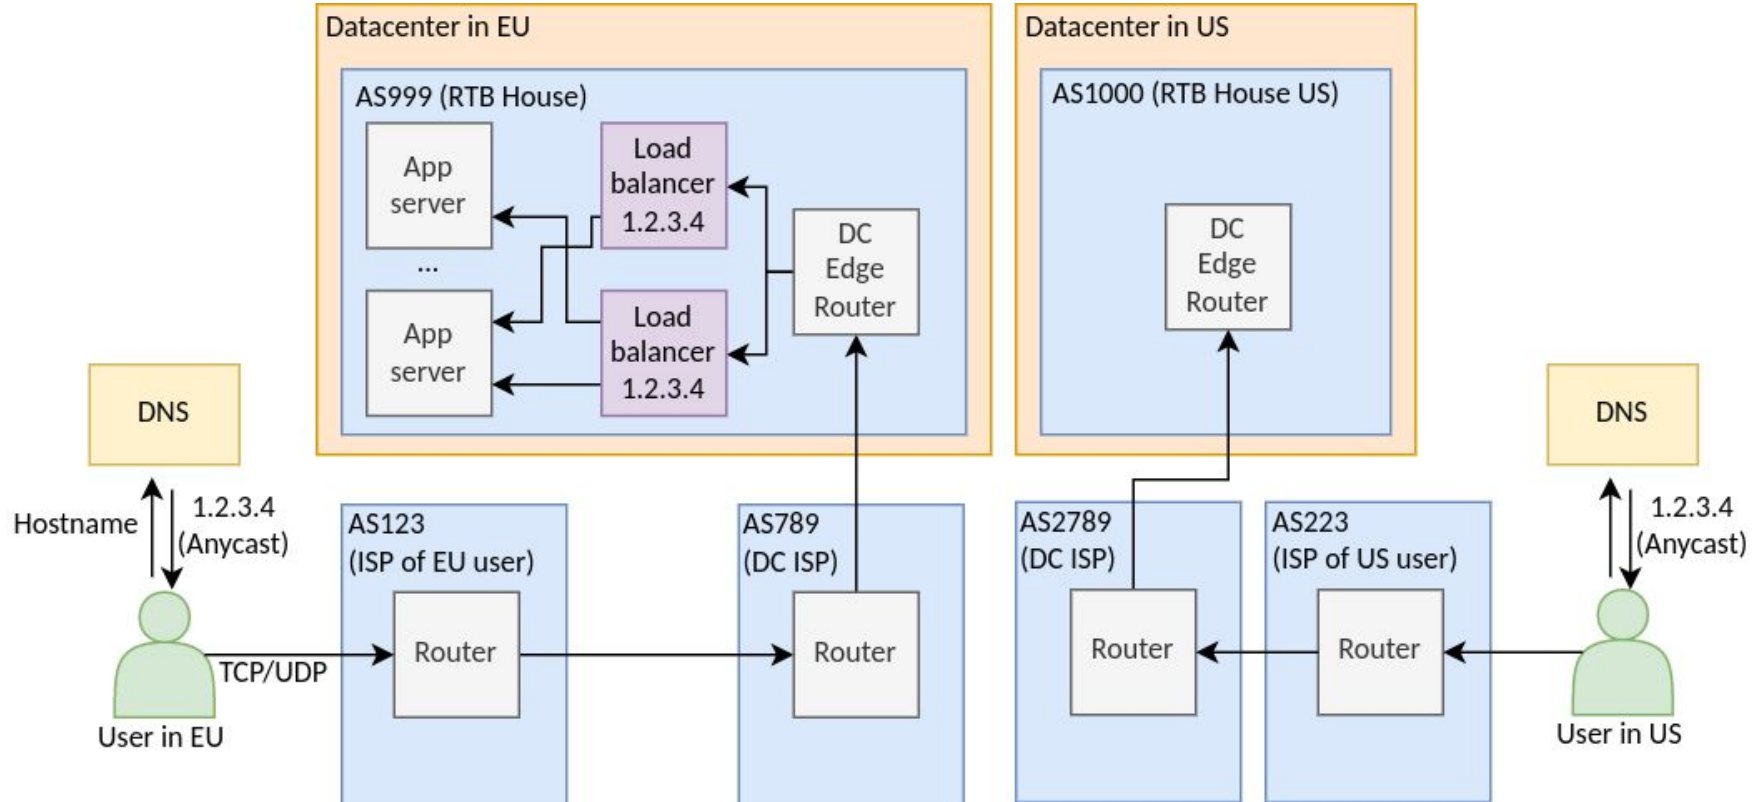 Datacenter in EU
AS999 (RTB House)
App
server
...
App
server
Load
balancer
1.2.3.4
Load
balancer
1.2.3.4
DC
Edge
Router
Datacenter in US
AS1000 (RTB House US)
DC
Edge
Router
DNS
Hostname
1.2.3.4
(Anycast)
User in EU
TCP/UDP
AS123
(ISP of EU user)
Router
AS789
(DC ISP)
Router
AS2789
(DC ISP)
Router
AS223
(ISP of US user)
Router
DNS
1.2.3.4
(Anycast)
User in US